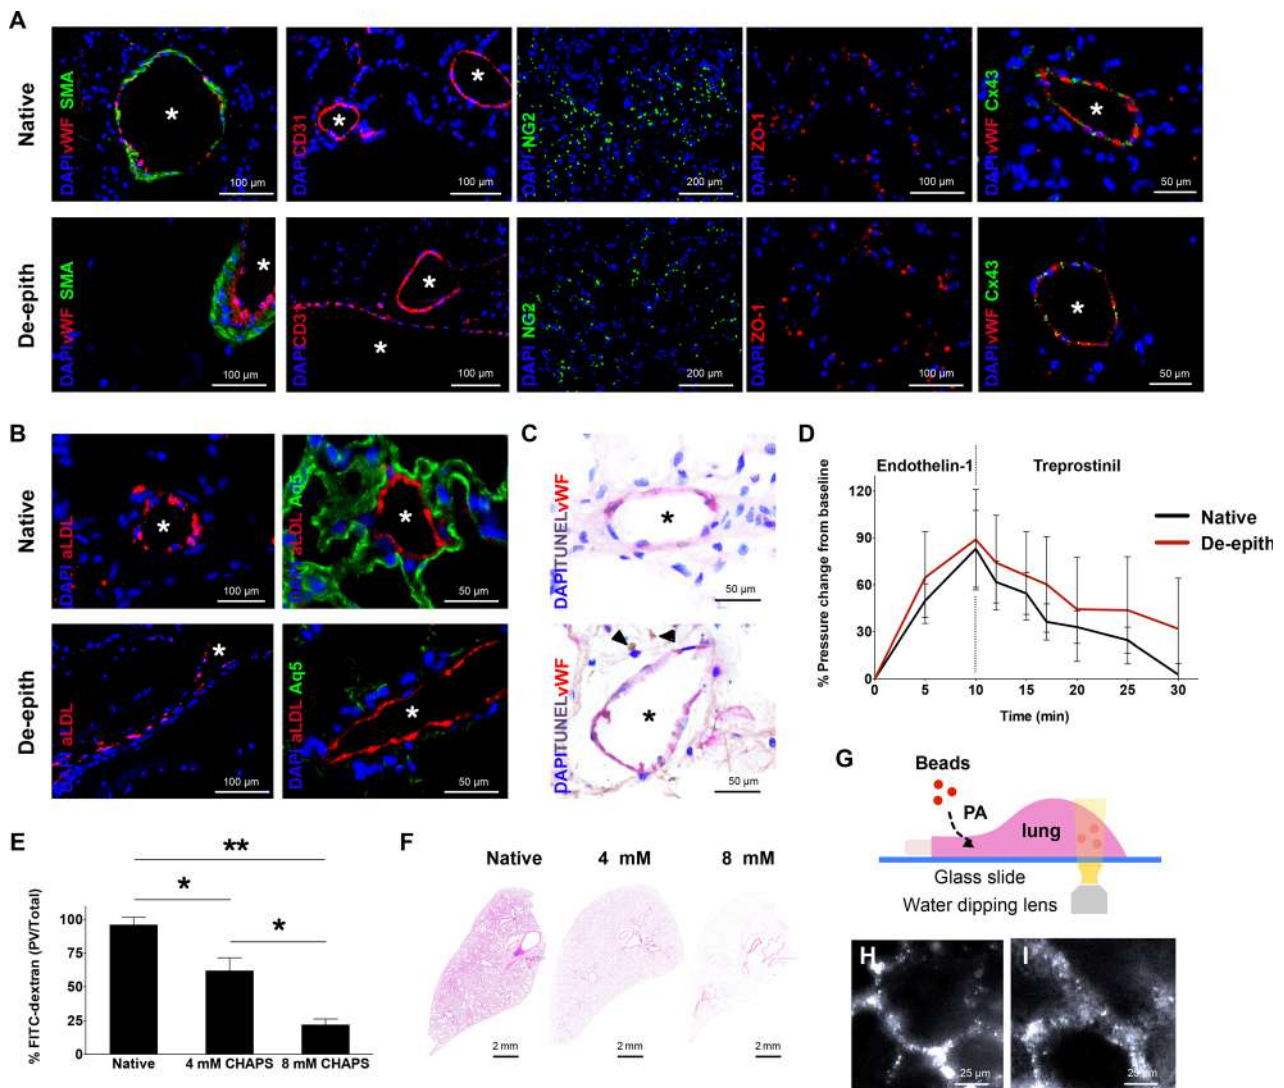 A
Native
DAPI vWF SMA
100 µm
DAPI CD31
100 µm
DAPI NG2
200 µm
DAPI ZO-1
100 µm
DAPI vWF Cx43
50 µm
De-epith
DAPI vWF SMA
100 µm
DAPI CD31
100 µm
DAPI NG2
200 µm
DAPI ZO-1
100 µm
DAPI vWF Cx43
50 µm
B
Native
DAPI aLDL
100 µm
DAPI aLDL Aq5
50 µm
De-epith
DAPI aLDL
100 µm
DAPI aLDL Aq5
50 µm
C
DAPI TUNEL vWF
50 µm
DAPI TUNEL vWF
50 µm
D
Endothelin-1 Treprostinil
% Pressure change from baseline
120
90
60
30
0
0 5 10 15 20 25 30
Time (min)
Native
De-epith
E
** 
*
*
% FITC-dextran (PV/Total)
100
75
50
25
0
Native 4 mM CHAPS 8 mM CHAPS
F
Native 4 mM 8 mM
2 mm 2 mm 2 mm
G
Beads
PA
lung
Glass slide
Water dipping lens
H
25 µm
I
25 µm